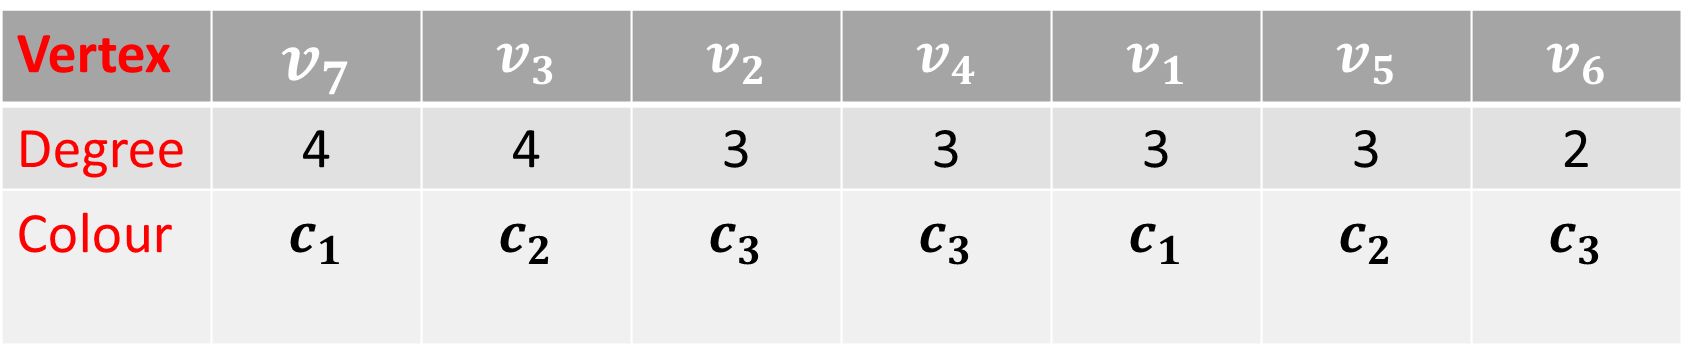 Vertex v₇ v₃ v₂ v₄ v₁ v₅ v₆
Degree 4 4 3 3 3 3 2
Colour c₁ c₂ c₃ c₃ c₁ c₂ c₃